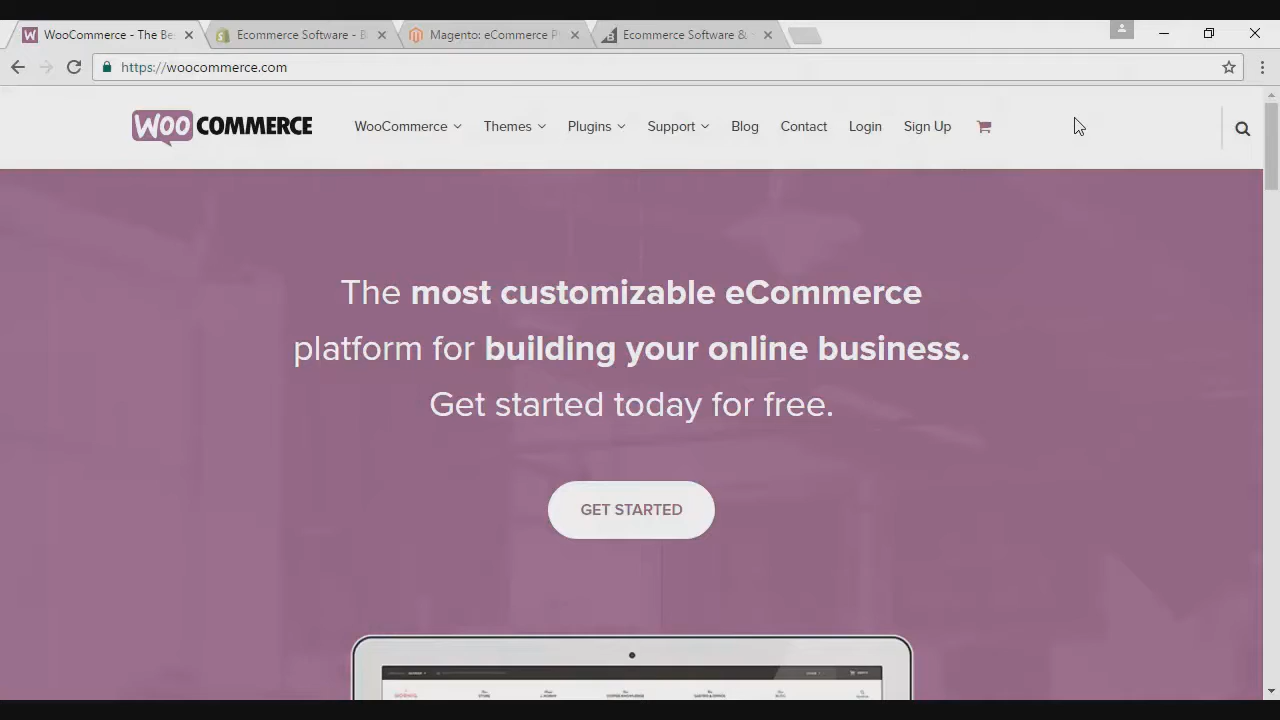 WooCommerce - The Be
Ecommerce Software - B
Magento: eCommerce P
Ecommerce Software &
https://woocommerce.com
WOO COMMERCE
WooCommerce
Themes
Plugins
Support
Blog
Contact
Login
Sign Up
The most customizable eCommerce
platform for building your online business.
Get started today for free.
GET STARTED